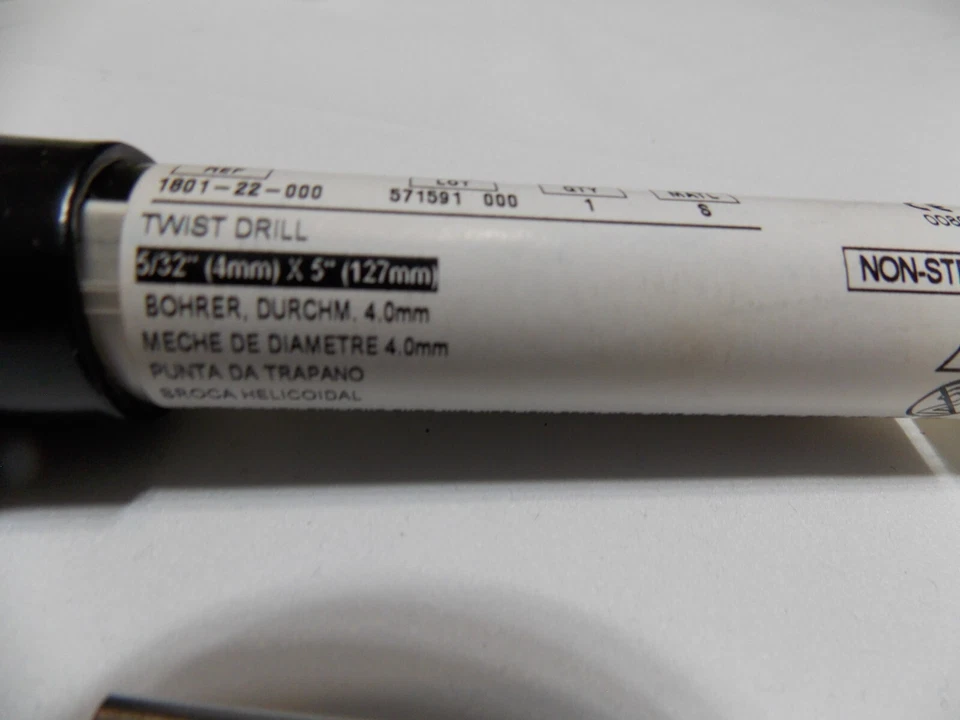 REF LOT QTY MATL
1801-22-000 571591 000 1 S
TWIST DRILL
5/32" (4mm) X 5" (127mm)
BOHRER, DURCHM. 4.0mm
MECHE DE DIAMETRE 4.0mm
PUNTA DA TRAPANO
BROCA HELICOIDAL